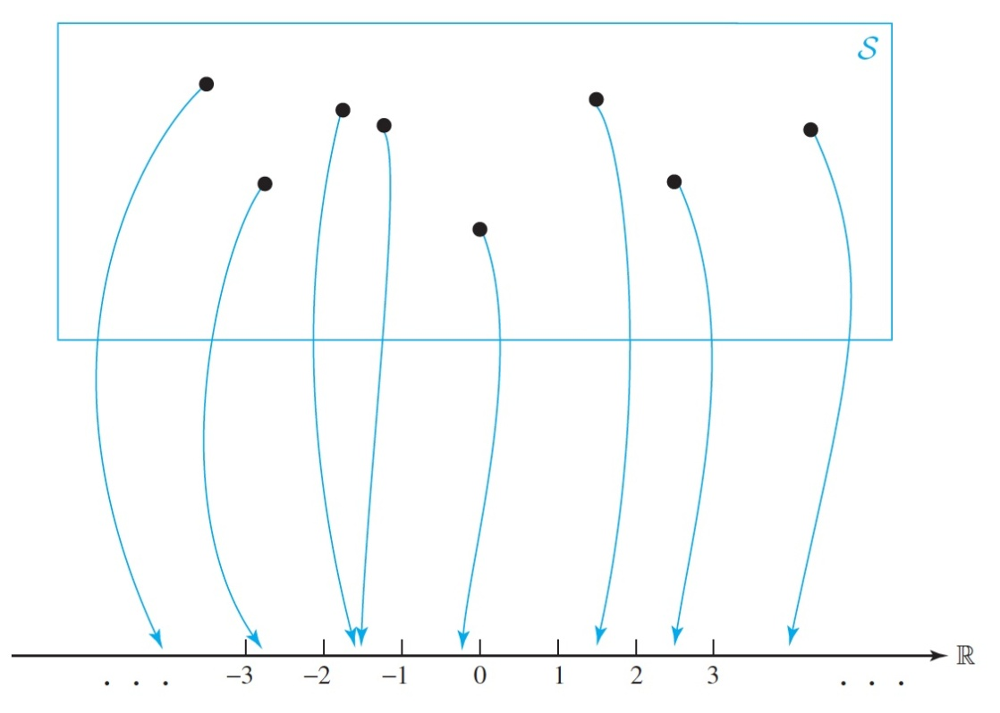 𝒮
ℝ
. . . −3 −2 −1 0 1 2 3 . . .